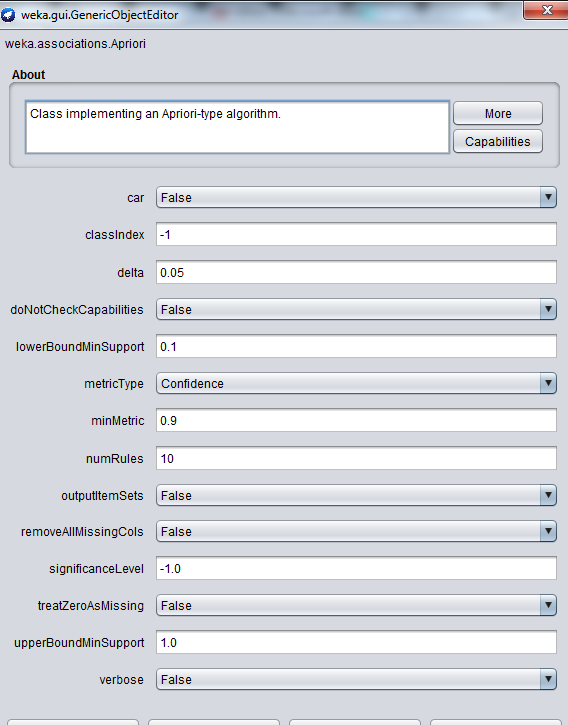 weka.gui.GenericObjectEditor
weka.associations.Apriori
About
Class implementing an Apriori-type algorithm.
More
Capabilities
car False
classIndex -1
delta 0.05
doNotCheckCapabilities False
lowerBoundMinSupport 0.1
metricType Confidence
minMetric 0.9
numRules 10
outputItemSets False
removeAllMissingCols False
significanceLevel -1.0
treatZeroAsMissing False
upperBoundMinSupport 1.0
verbose False